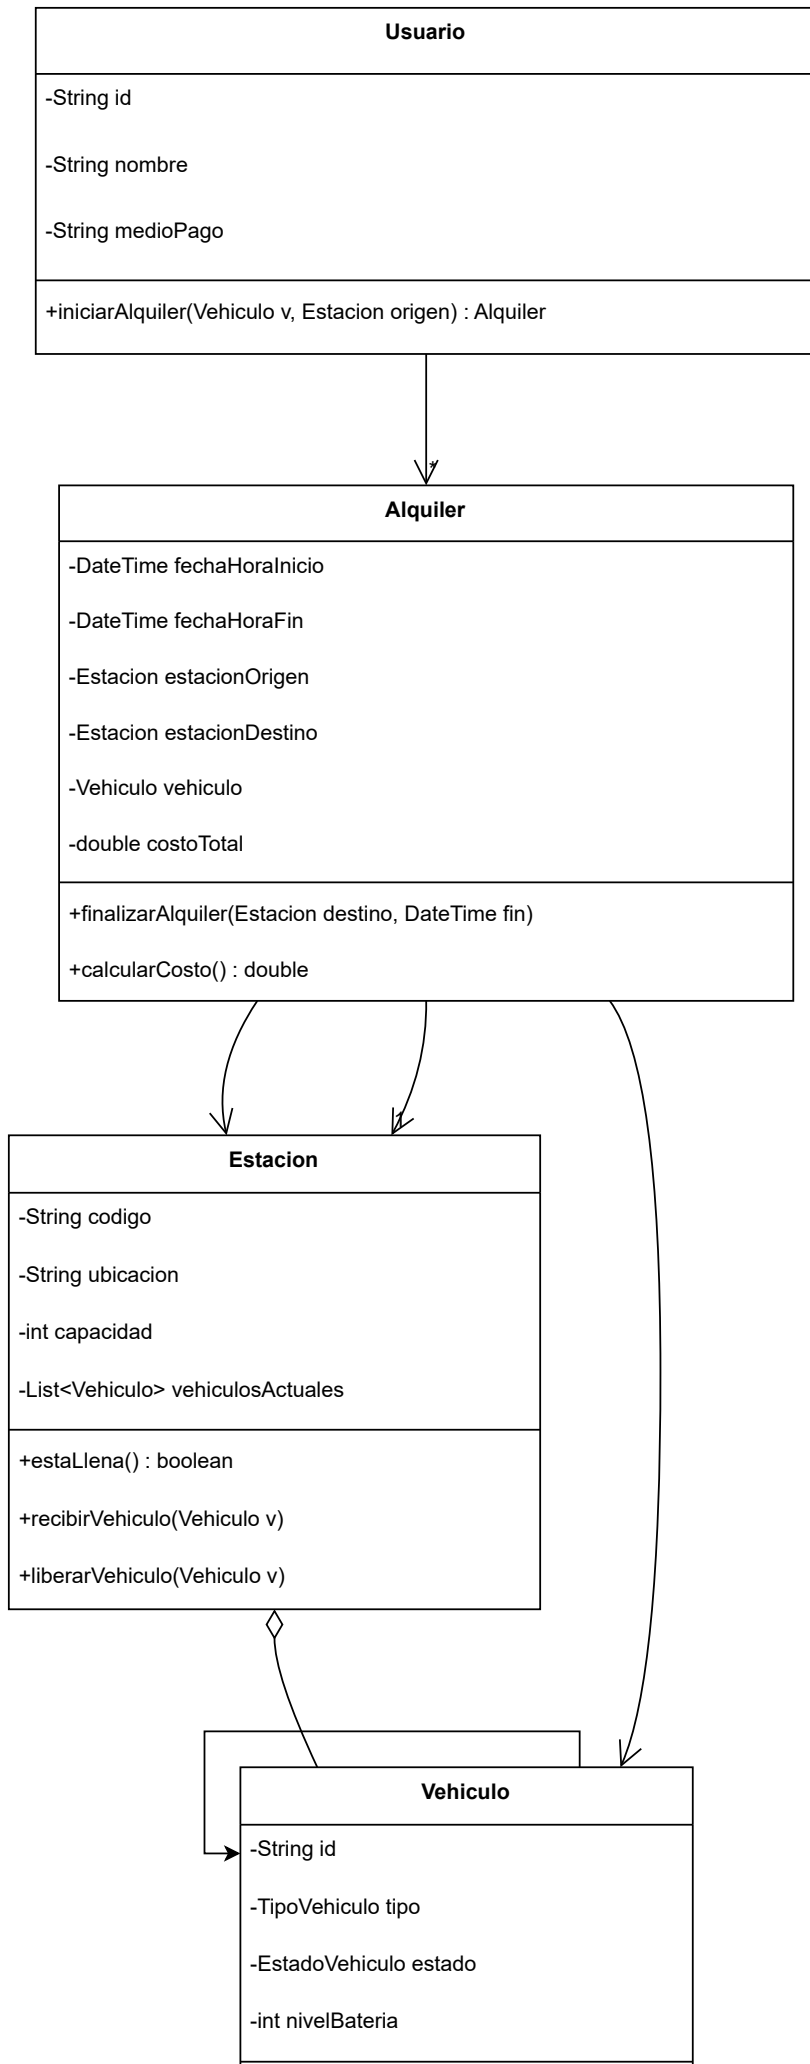 Usuario
-String id
-String nombre
-String medioPago
+iniciarAlquiler(Vehiculo v, Estacion origen) : Alquiler
*
Alquiler
-DateTime fechaHoraInicio
-DateTime fechaHoraFin
-Estacion estacionOrigen
-Estacion estacionDestino
-Vehiculo vehiculo
-double costoTotal
+finalizarAlquiler(Estacion destino, DateTime fin)
+calcularCosto() : double
1
Estacion
-String codigo
-String ubicacion
-int capacidad
-List<Vehiculo> vehiculosActuales
+estaLlena() : boolean
+recibirVehiculo(Vehiculo v)
+liberarVehiculo(Vehiculo v)
Vehiculo
-String id
-TipoVehiculo tipo
-EstadoVehiculo estado
-int nivelBateria